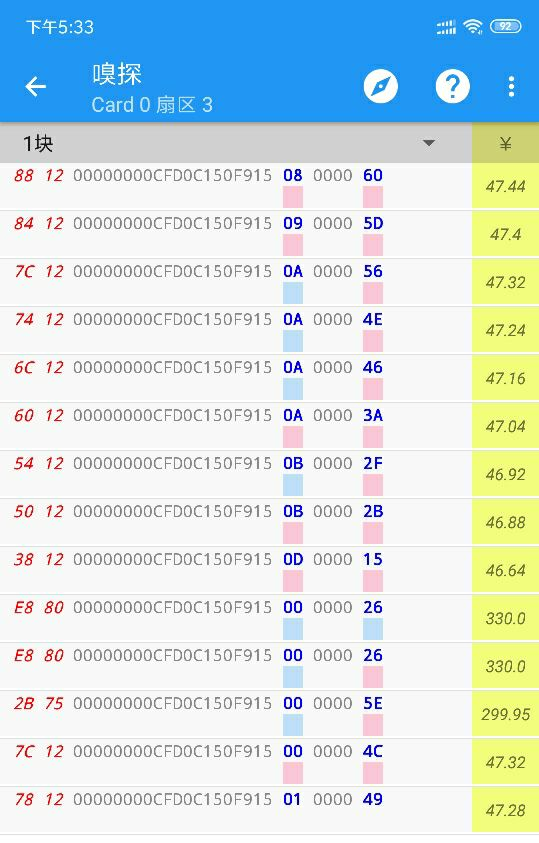 下午5:33
92
嗅探
Card 0 扇区 3
1块 ¥
88 12 00000000CFD0C150F915 08 0000 60 47.44
84 12 00000000CFD0C150F915 09 0000 5D 47.4
7C 12 00000000CFD0C150F915 0A 0000 56 47.32
74 12 00000000CFD0C150F915 0A 0000 4E 47.24
6C 12 00000000CFD0C150F915 0A 0000 46 47.16
60 12 00000000CFD0C150F915 0A 0000 3A 47.04
54 12 00000000CFD0C150F915 0B 0000 2F 46.92
50 12 00000000CFD0C150F915 0B 0000 2B 46.88
38 12 00000000CFD0C150F915 0D 0000 15 46.64
E8 80 00000000CFD0C150F915 00 0000 26 330.0
E8 80 00000000CFD0C150F915 00 0000 26 330.0
2B 75 00000000CFD0C150F915 00 0000 5E 299.95
7C 12 00000000CFD0C150F915 00 0000 4C 47.32
78 12 00000000CFD0C150F915 01 0000 49 47.28